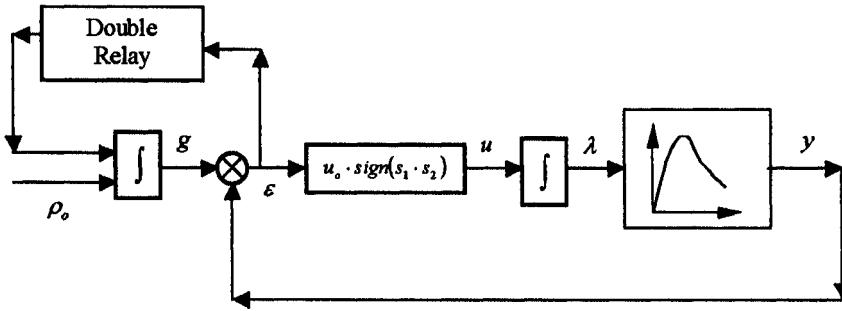 Double
Relay
∫
g
ρₒ
ε
uₒ · sign(s₁ · s₂)
u
∫
λ
y